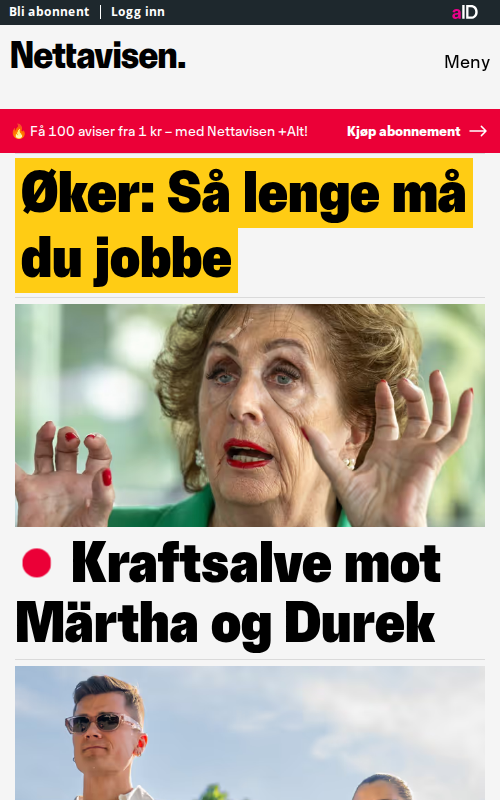 Bli abonnent | Logg inn
aID
Nettavisen.
Meny
🔥 Få 100 aviser fra 1 kr – med Nettavisen +Alt!
Kjøp abonnement →
Øker: Så lenge må
du jobbe
Kraftsalve mot
Märtha og Durek